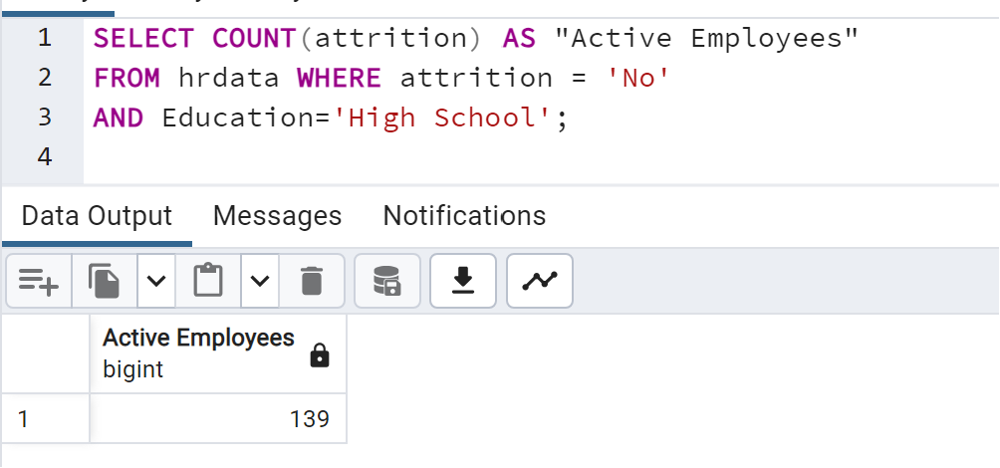 1 SELECT COUNT(attrition) AS "Active Employees"
2 FROM hrdata WHERE attrition = 'No'
3 AND Education='High School';
4
Data Output Messages Notifications
Active Employees
bigint
1 139